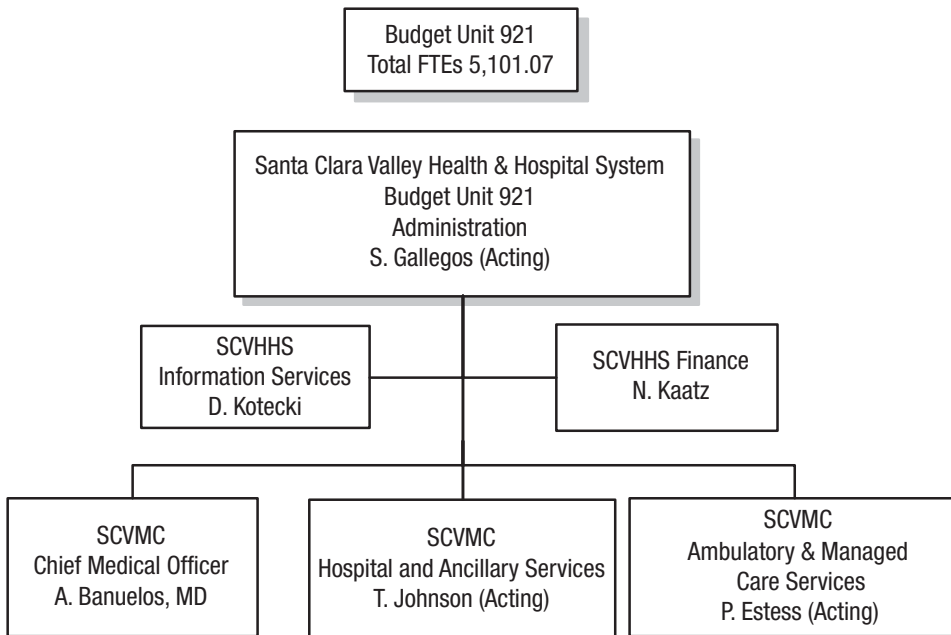 Budget Unit 921
Total FTEs 5,101.07
Santa Clara Valley Health & Hospital System
Budget Unit 921
Administration
S. Gallegos (Acting)
SCVHHS
Information Services
D. Kotecki
SCVHHS Finance
N. Kaatz
SCVMC
Chief Medical Officer
A. Banuelos, MD
SCVMC
Hospital and Ancillary Services
T. Johnson (Acting)
SCVMC
Ambulatory & Managed
Care Services
P. Estess (Acting)